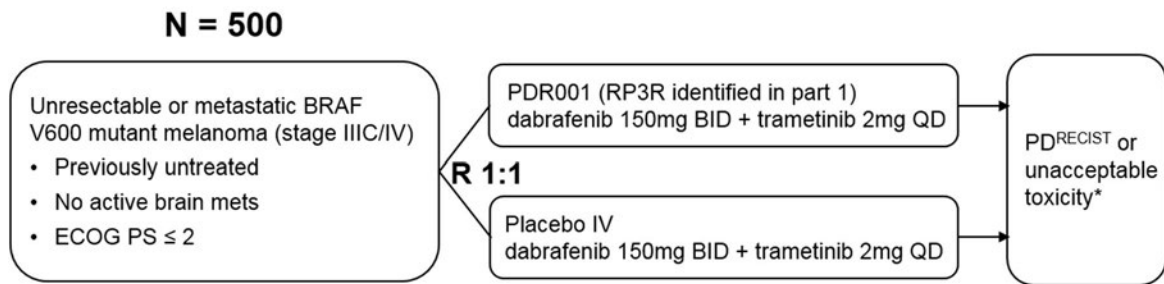 N = 500
Unresectable or metastatic BRAF
V600 mutant melanoma (stage IIIC/IV)
• Previously untreated
• No active brain mets
• ECOG PS ≤ 2
R 1:1
PDR001 (RP3R identified in part 1)
dabrafenib 150mg BID + trametinib 2mg QD
Placebo IV
dabrafenib 150mg BID + trametinib 2mg QD
PD^RECIST or
unacceptable
toxicity*